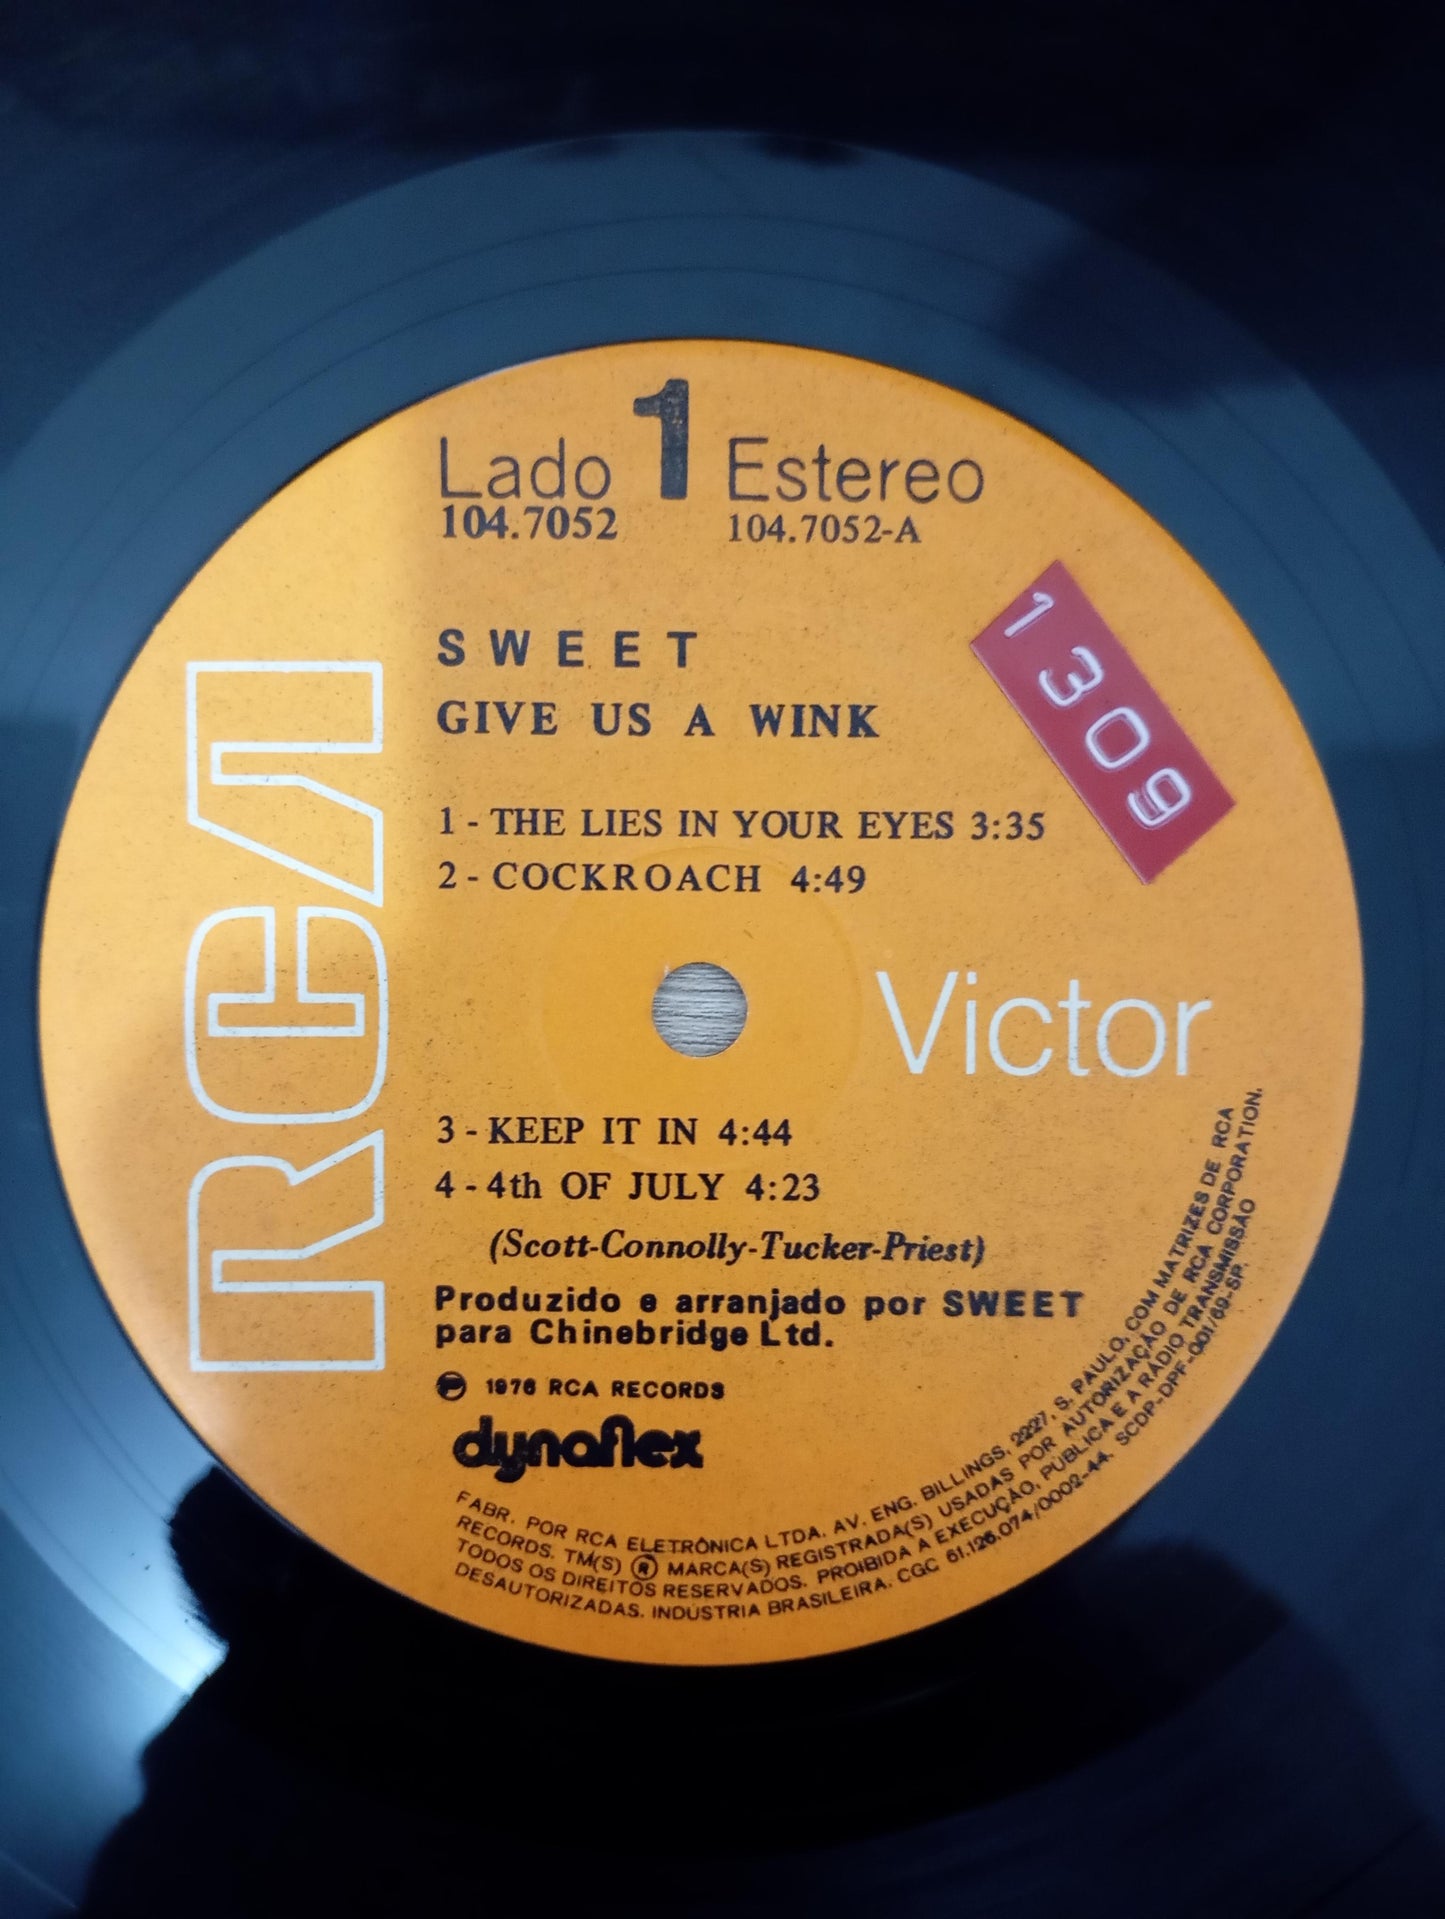 Lado 1 Estereo
104.7052 104.7052-A
SWEET
GIVE US A WINK
1309
1 - THE LIES IN YOUR EYES 3:35
2 - COCKROACH 4:49
RCA
Victor
3 - KEEP IT IN 4:44
4 - 4th OF JULY 4:23
(Scott-Connolly-Tucker-Priest)
Produzido e arranjado por SWEET
para Chinebridge Ltd.
Ⓟ 1976 RCA RECORDS
dynaflex
FABR. POR RCA ELETRÔNICA LTDA. AV. ENG. BILLINGS, 2227, S. PAULO, COM MATRIZES DE RCA
RECORDS. TM(S) ® MARCA(S) REGISTRADA(S) USADAS POR AUTORIZAÇÃO DE RCA CORPORATION.
TODOS OS DIREITOS RESERVADOS. PROIBIDA A EXECUÇÃO, PÚBLICA E A RÁDIO TRANSMISSÃO
DESAUTORIZADAS. INDÚSTRIA BRASILEIRA. CGC 61.126.074/0002-44. SCDP-DPF-001/69-SP.